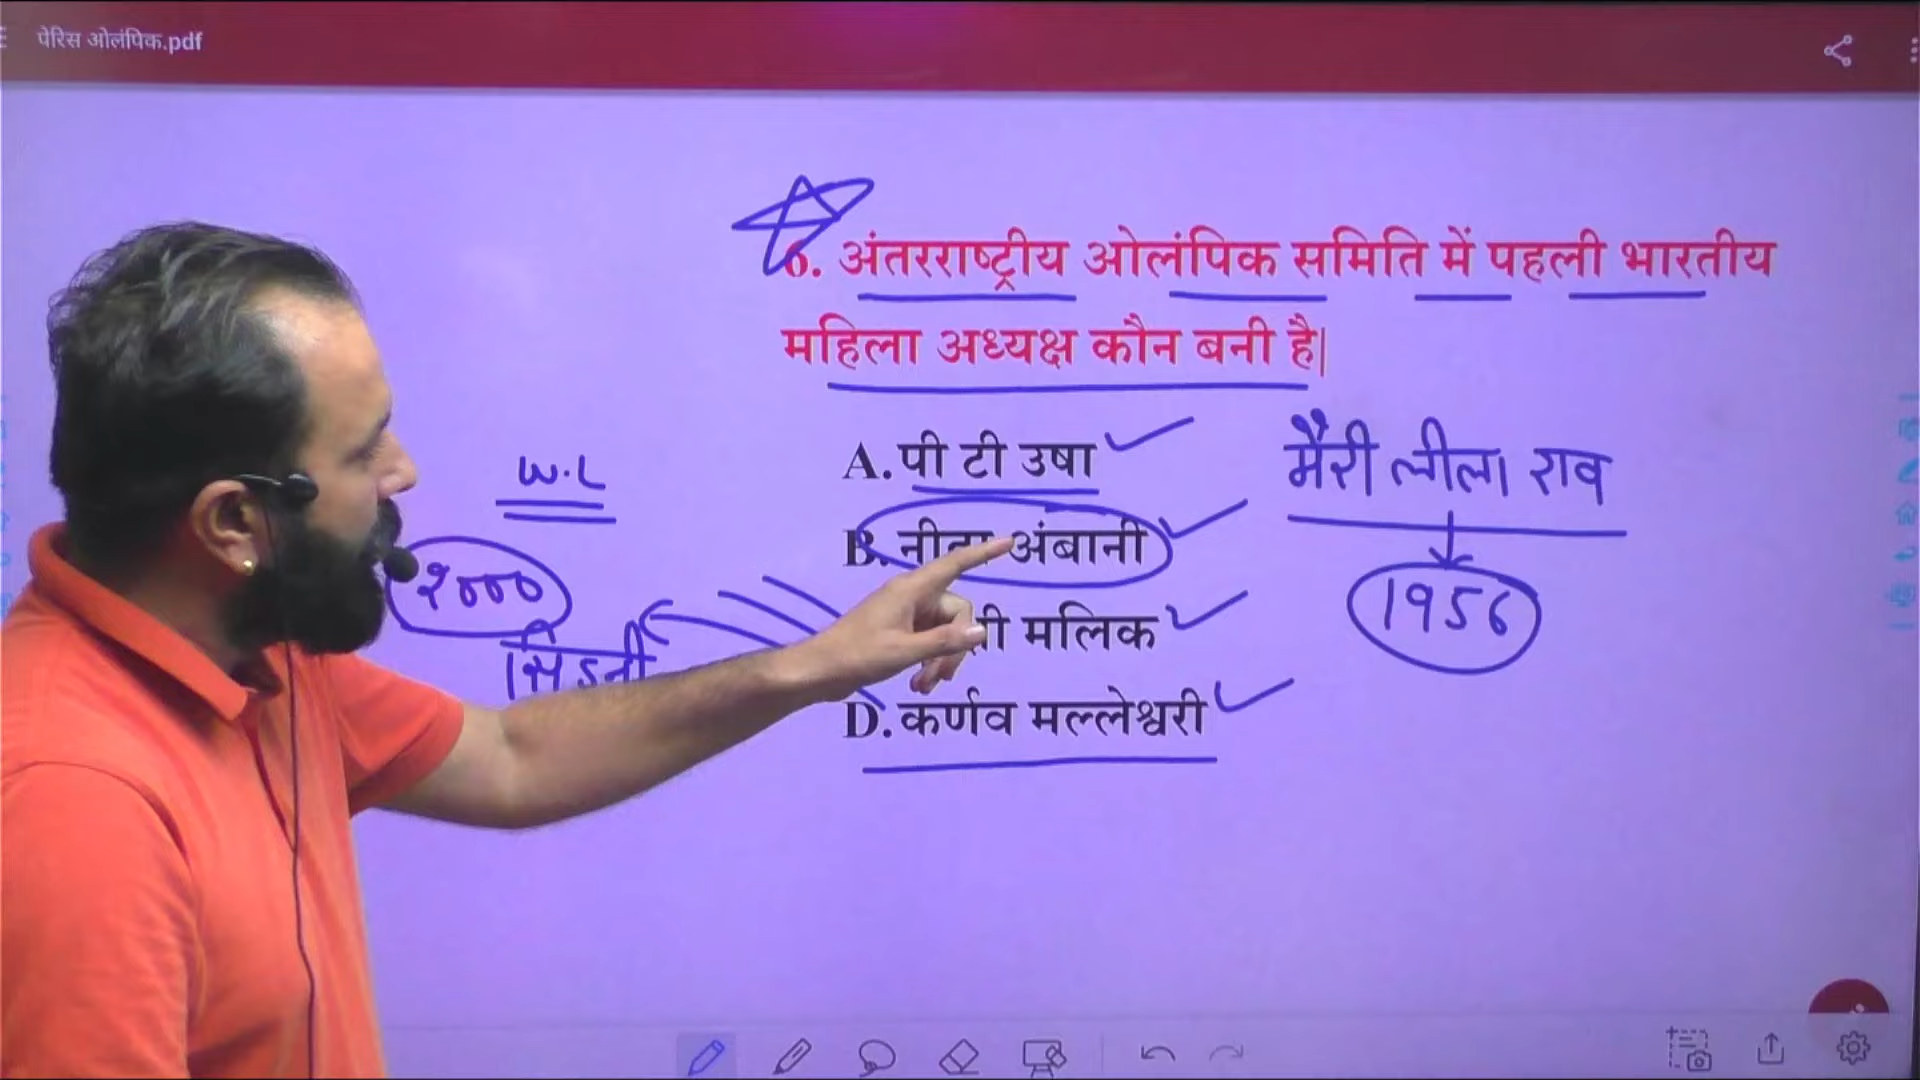 पेरिस ओलंपिक.pdf
6. अंतरराष्ट्रीय ओलंपिक समिति में पहली भारतीय
महिला अध्यक्ष कौन बनी है|
A. पी टी उषा
B. नीता अंबानी
मलिक
D. कर्णव मल्लेश्वरी
मैरी लीला राव
1956
W.L
2000
सिडनी